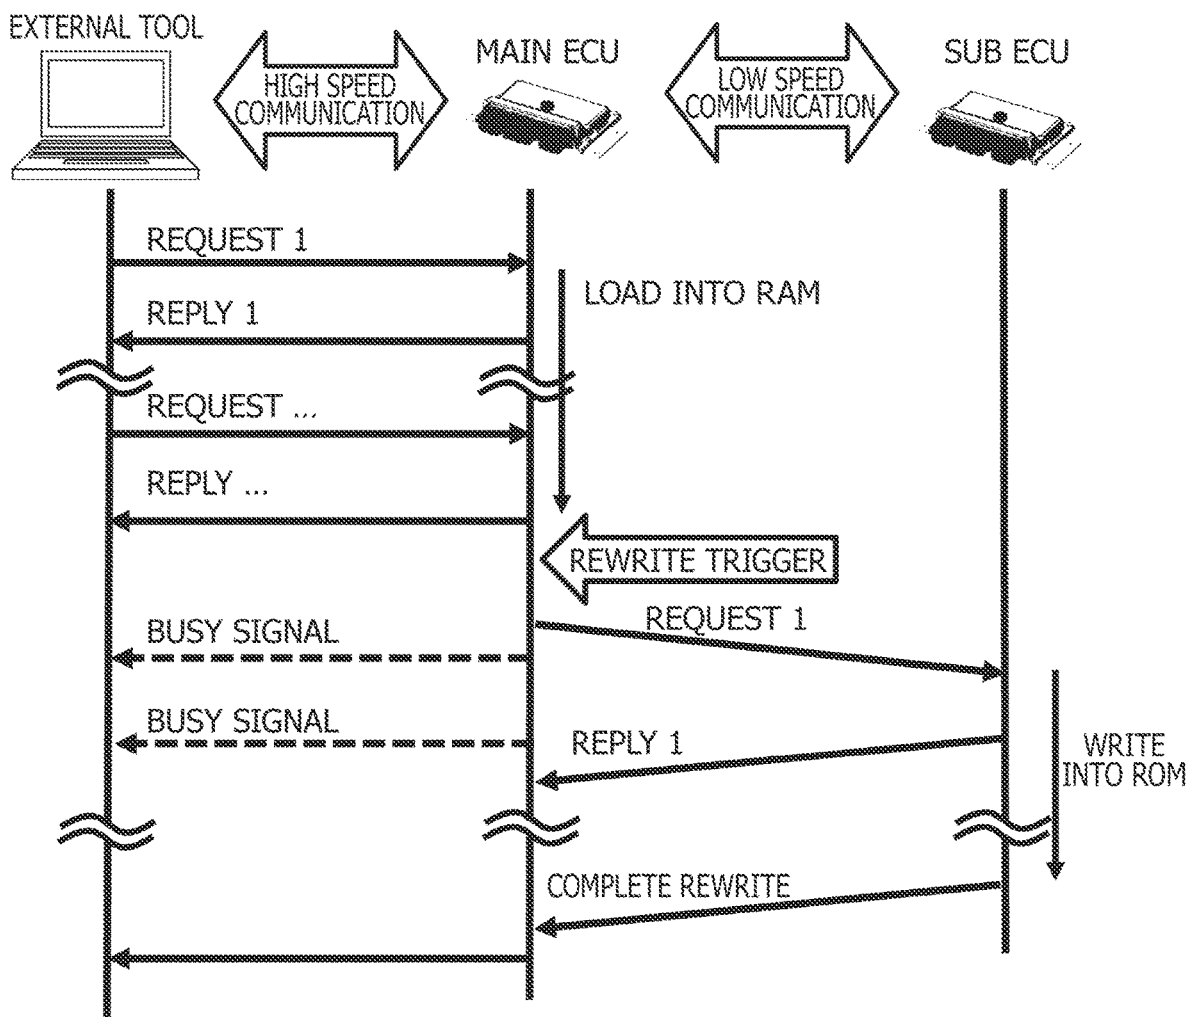 EXTERNAL TOOL
HIGH SPEED
COMMUNICATION
MAIN ECU
LOW SPEED
COMMUNICATION
SUB ECU
REQUEST 1
LOAD INTO RAM
REPLY 1
REQUEST ...
REPLY ...
REWRITE TRIGGER
REQUEST 1
BUSY SIGNAL
BUSY SIGNAL
REPLY 1
WRITE
INTO ROM
COMPLETE REWRITE